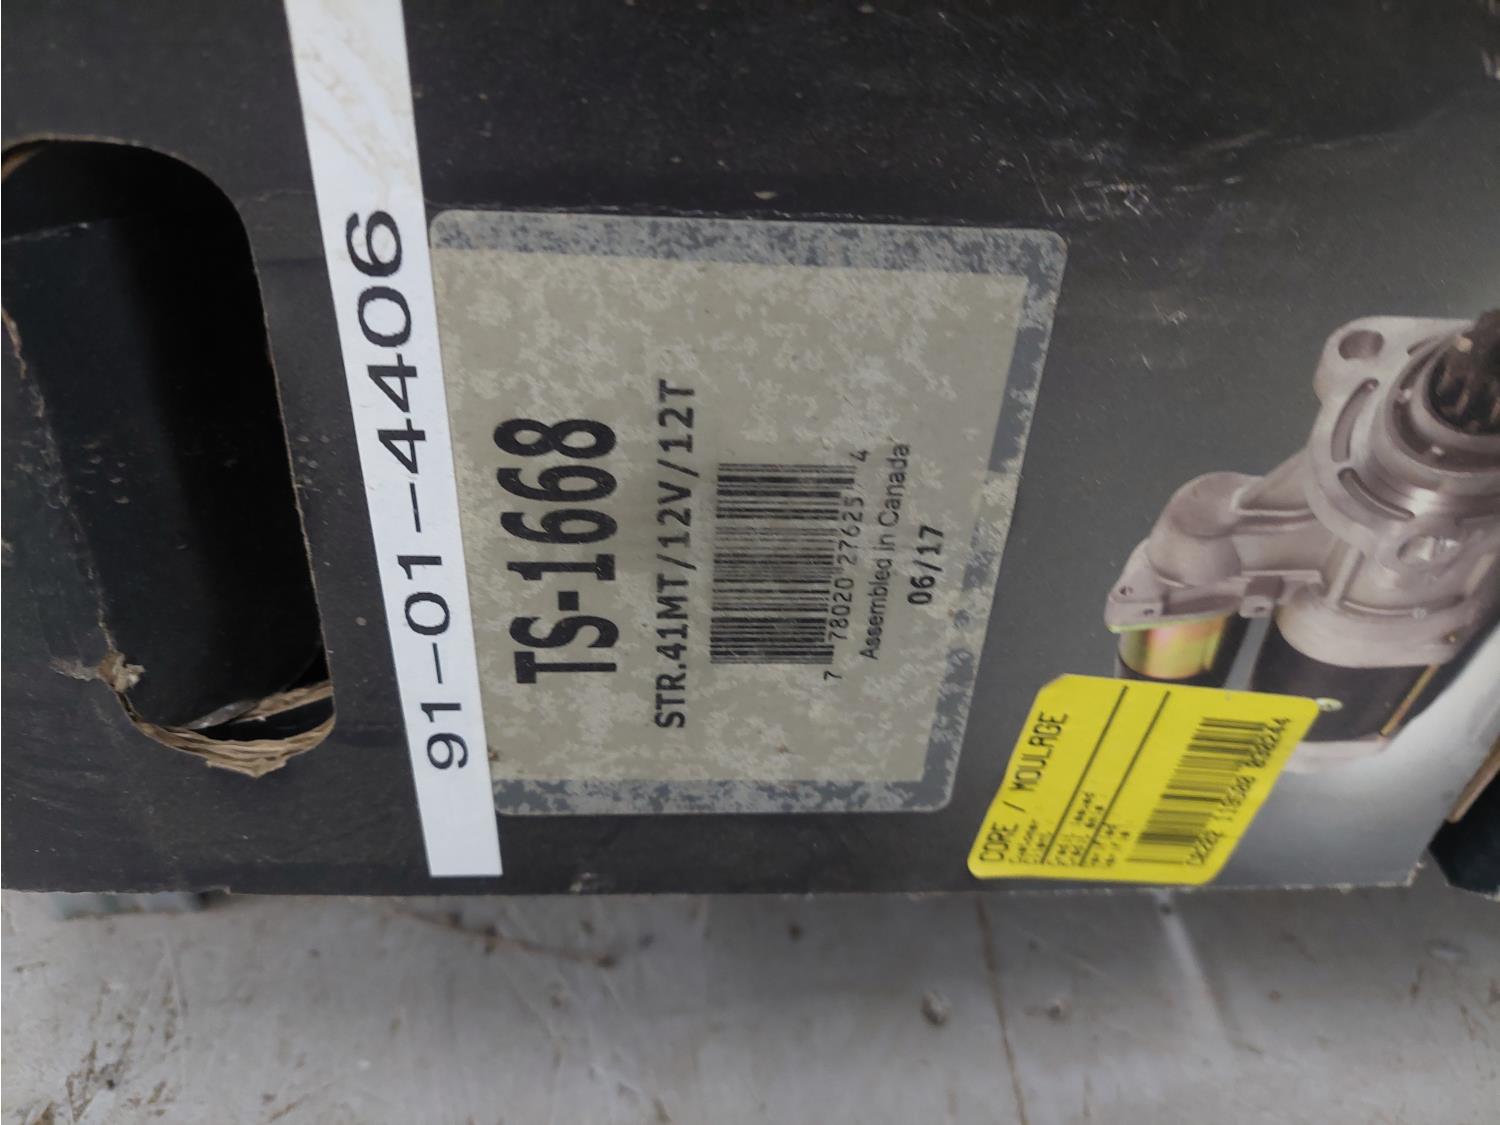 91-01-4406
TS-1668
STR.41MT/12V/12T
7 78020 27625 4
Assembled in Canada
06/17
CORE / MOULAGE